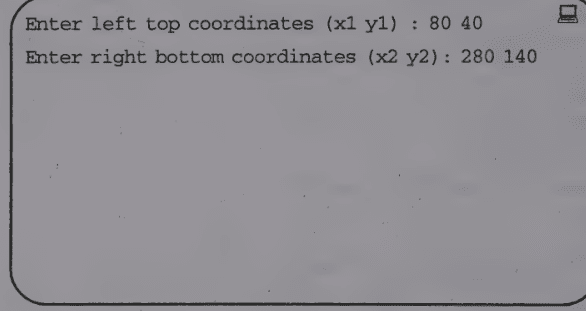 Enter left top coordinates (x1 y1) : 80 40
Enter right bottom coordinates (x2 y2) : 280 140